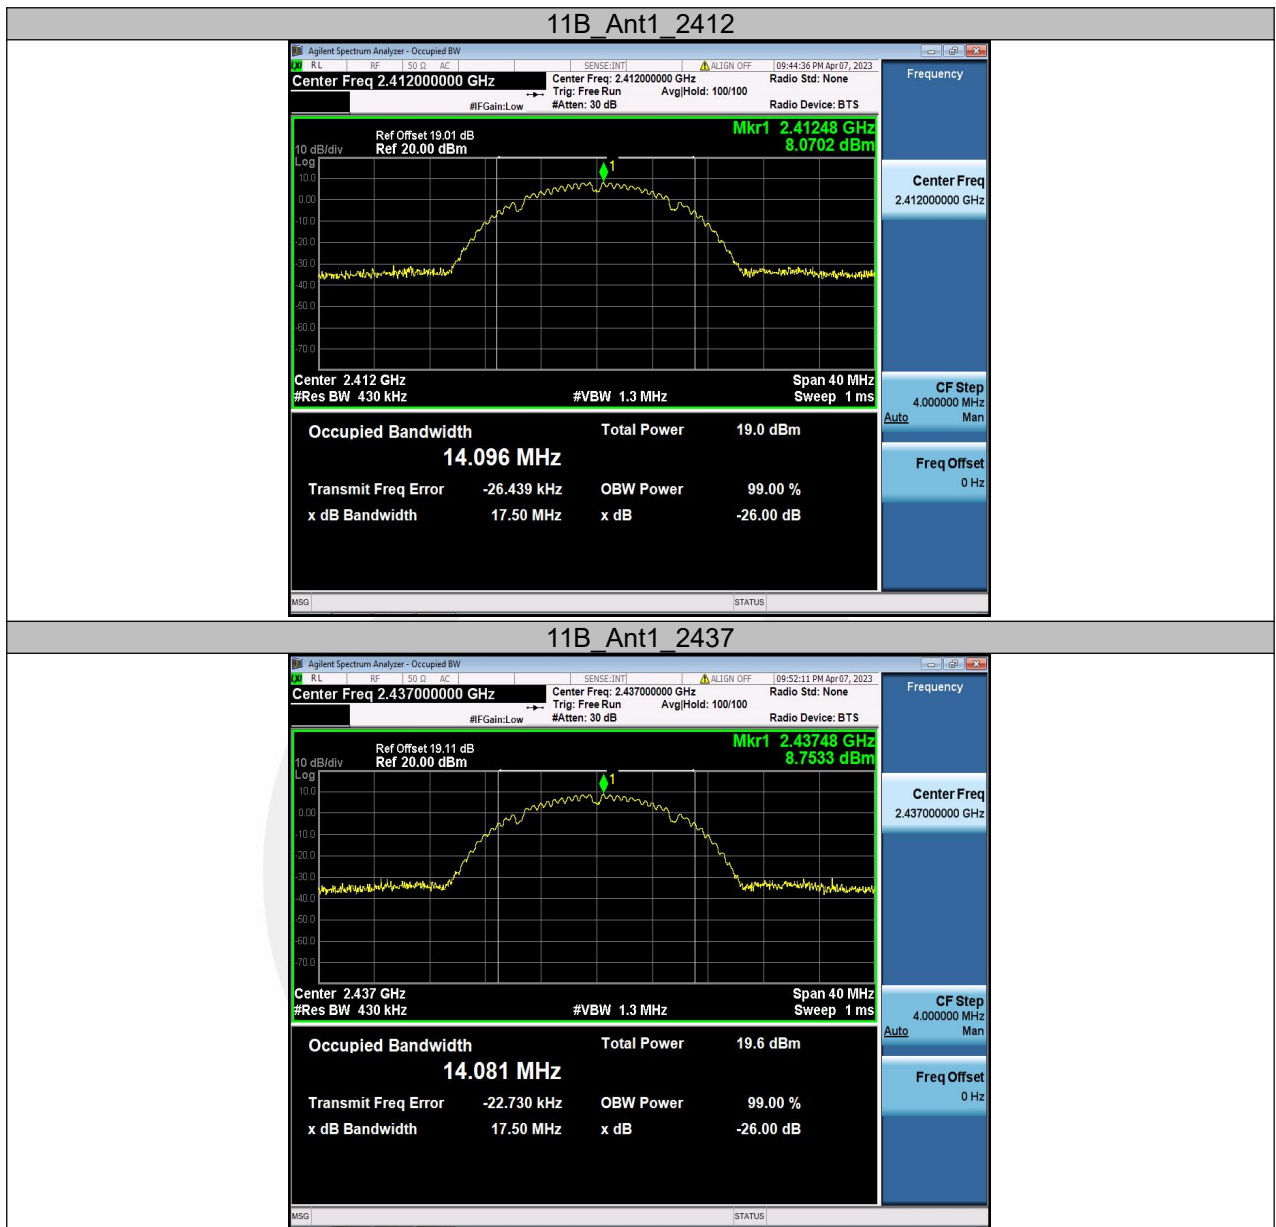 11B_Ant1_2412
Agilent Spectrum Analyzer - Occupied BW
LXI RL RF 50 Ω AC SENSE:INT ALIGN OFF 09:44:36 PM Apr 07, 2023
Center Freq 2.412000000 GHz
Center Freq: 2.412000000 GHz Radio Std: None
Trig: Free Run Avg|Hold: 100/100
#IFGain:Low #Atten: 30 dB Radio Device: BTS
Frequency
Mkr1 2.41248 GHz
8.0702 dBm
Ref Offset 19.01 dB
10 dB/div Ref 20.00 dBm
Log
10.0
0.00
-10.0
-20.0
-30.0
-40.0
-50.0
-60.0
-70.0
1
Center 2.412 GHz Span 40 MHz
#Res BW 430 kHz #VBW 1.3 MHz Sweep 1 ms
Center Freq
2.412000000 GHz
CF Step
4.000000 MHz
Auto Man
Freq Offset
0 Hz
Occupied Bandwidth Total Power 19.0 dBm
14.096 MHz
Transmit Freq Error -26.439 kHz OBW Power 99.00 %
x dB Bandwidth 17.50 MHz x dB -26.00 dB
MSG STATUS
11B_Ant1_2437
Agilent Spectrum Analyzer - Occupied BW
LXI RL RF 50 Ω AC SENSE:INT ALIGN OFF 09:52:11 PM Apr 07, 2023
Center Freq 2.437000000 GHz
Center Freq: 2.437000000 GHz Radio Std: None
Trig: Free Run Avg|Hold: 100/100
#IFGain:Low #Atten: 30 dB Radio Device: BTS
Frequency
Mkr1 2.43748 GHz
8.7533 dBm
Ref Offset 19.11 dB
10 dB/div Ref 20.00 dBm
Log
10.0
0.00
-10.0
-20.0
-30.0
-40.0
-50.0
-60.0
-70.0
1
Center 2.437 GHz Span 40 MHz
#Res BW 430 kHz #VBW 1.3 MHz Sweep 1 ms
Center Freq
2.437000000 GHz
CF Step
4.000000 MHz
Auto Man
Freq Offset
0 Hz
Occupied Bandwidth Total Power 19.6 dBm
14.081 MHz
Transmit Freq Error -22.730 kHz OBW Power 99.00 %
x dB Bandwidth 17.50 MHz x dB -26.00 dB
MSG STATUS